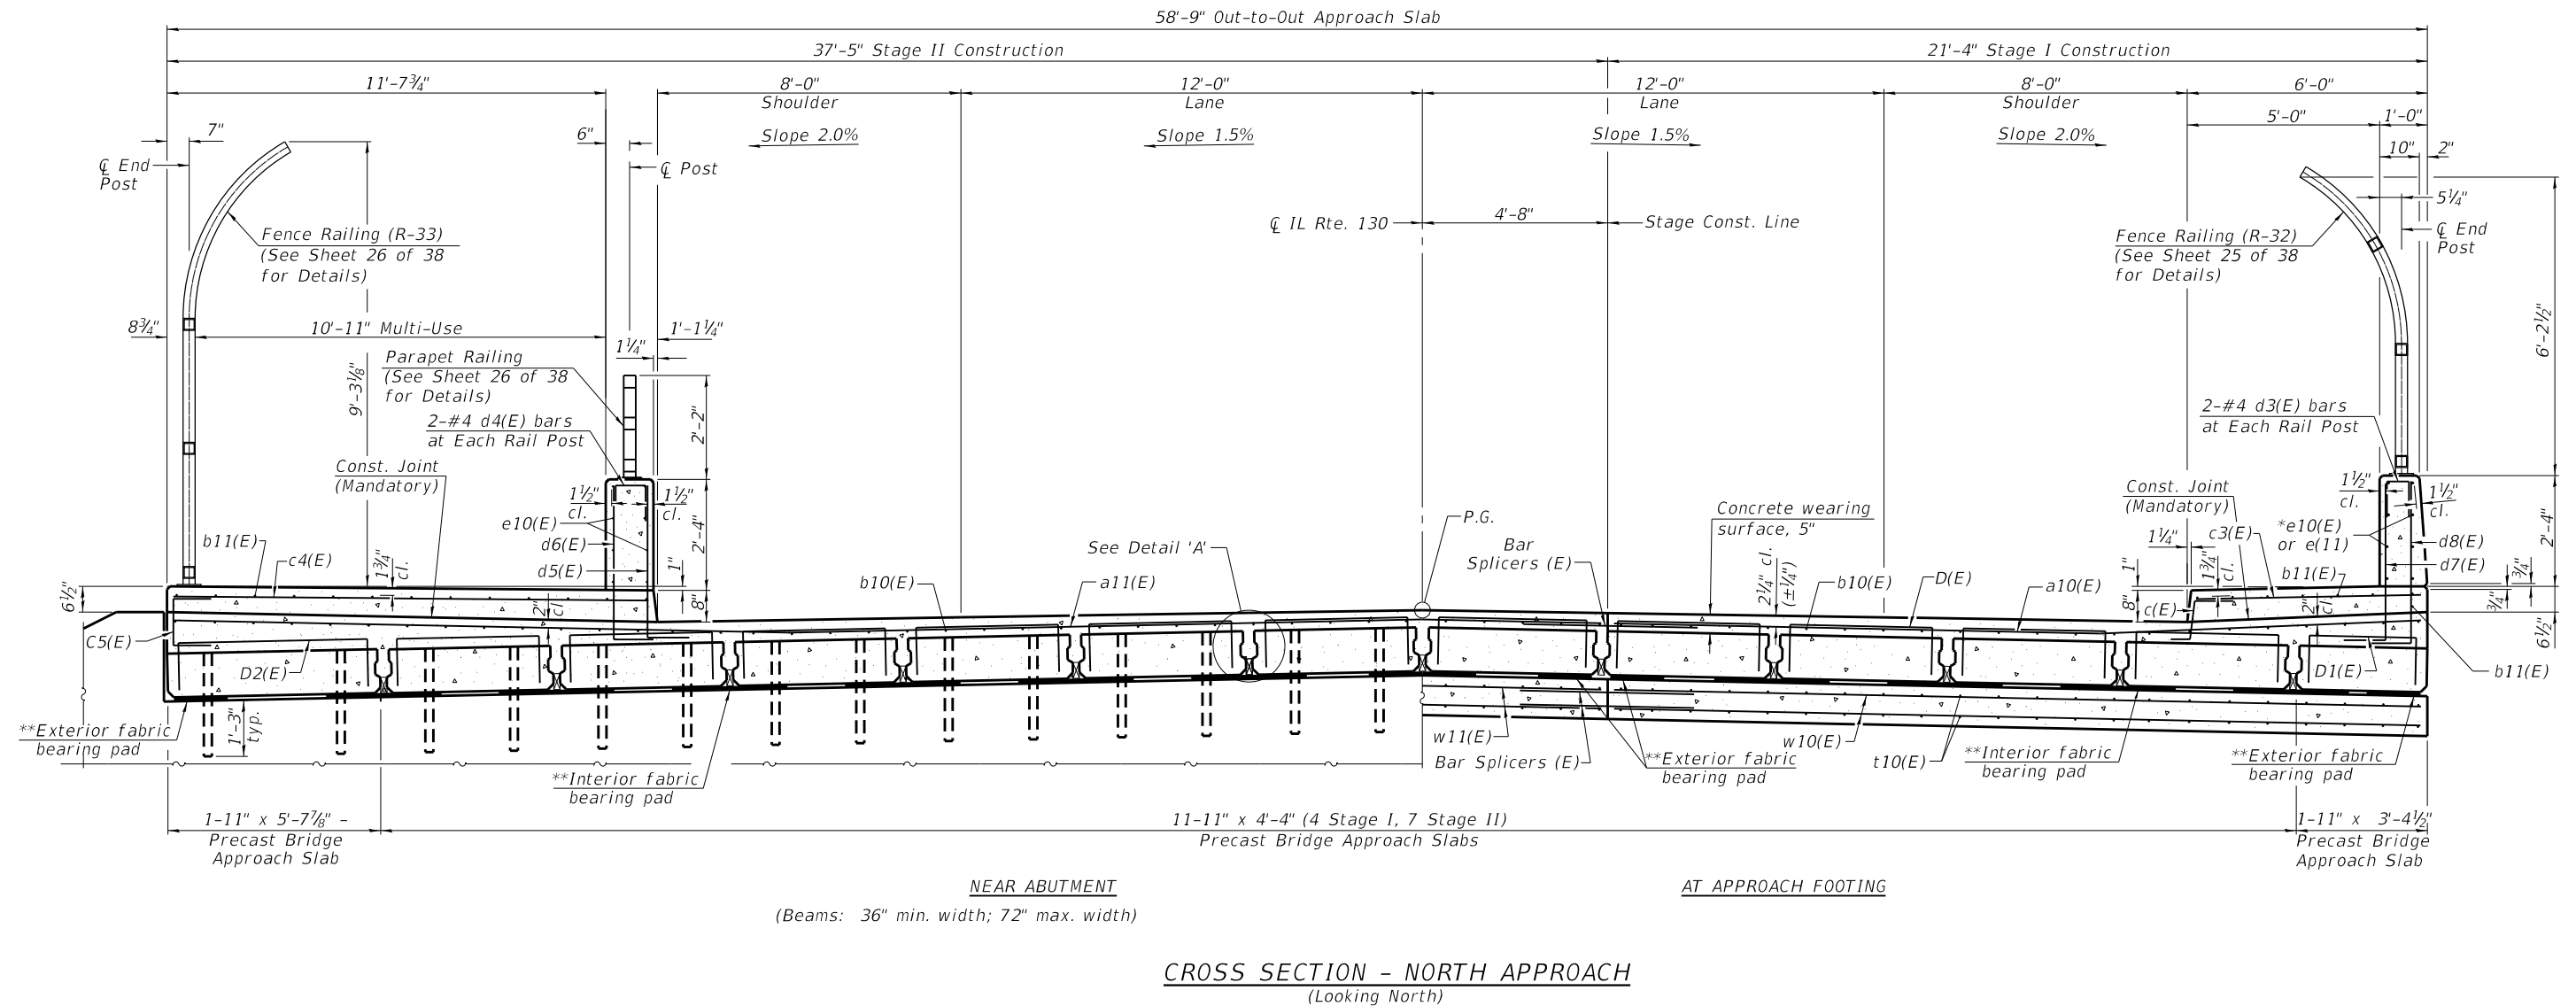 58'-9" Out-to-Out Approach Slab
37'-5" Stage II Construction
21'-4" Stage I Construction
11'-7¾"
8'-0"
Shoulder
12'-0"
Lane
12'-0"
Lane
8'-0"
Shoulder
6'-0"
5'-0"
1'-0"
7"
6"
Slope 2.0%
Slope 1.5%
Slope 1.5%
Slope 2.0%
10"
2"
℄ End
Post
℄ Post
5¼"
℄ IL Rte. 130
4'-8"
Stage Const. Line
℄ End
Post
Fence Railing (R-33)
(See Sheet 26 of 38
for Details)
Fence Railing (R-32)
(See Sheet 25 of 38
for Details)
8¾"
10'-11" Multi-Use
1'-1¼"
1¼"
9'-3⅛"
6'-2½"
Parapet Railing
(See Sheet 26 of 38
for Details)
2'-2"
2-#4 d4(E) bars
at Each Rail Post
2-#4 d3(E) bars
at Each Rail Post
Const. Joint
(Mandatory)
1½"
cl.
1½"
cl.
e10(E)
d6(E)
d5(E)
2'-4"
1"
8"
b11(E)
c4(E)
1¾"
cl.
2"
cl
6½"
C5(E)
D2(E)
b10(E)
See Detail 'A'
a11(E)
P.G.
Bar
Splicers (E)
Concrete wearing
surface, 5"
2¼" cl.
(±¼")
b10(E)
D(E)
a10(E)
Const. Joint
(Mandatory)
1¼"
c3(E)
1"
8"
1¾"
cl.
b11(E)
c(E)
2"
cl.
1½"
cl.
1½"
cl.
*e10(E)
or e(11)
d8(E)
d7(E)
2'-4"
¾"
¾"
6½"
D1(E)
b11(E)
**Exterior fabric
bearing pad
1'-3"
typ.
**Interior fabric
bearing pad
w11(E)
Bar Splicers (E)
**Exterior fabric
bearing pad
w10(E)
t10(E)
**Interior fabric
bearing pad
**Exterior fabric
bearing pad
1-11" x 5'-7⅞" -
Precast Bridge
Approach Slab
11-11" x 4'-4" (4 Stage I, 7 Stage II)
Precast Bridge Approach Slabs
1-11" x 3'-4½"
Precast Bridge
Approach Slab
NEAR ABUTMENT
(Beams: 36" min. width; 72" max. width)
AT APPROACH FOOTING
CROSS SECTION - NORTH APPROACH
(Looking North)